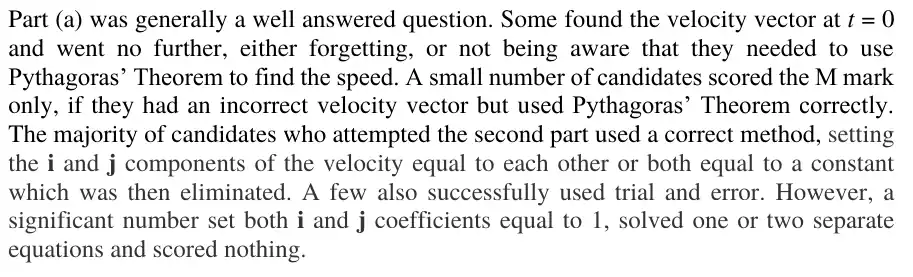 Part (a) was generally a well answered question. Some found the velocity vector at t = 0
and went no further, either forgetting, or not being aware that they needed to use
Pythagoras’ Theorem to find the speed. A small number of candidates scored the M mark
only, if they had an incorrect velocity vector but used Pythagoras’ Theorem correctly.
The majority of candidates who attempted the second part used a correct method, setting
the i and j components of the velocity equal to each other or both equal to a constant
which was then eliminated. A few also successfully used trial and error. However, a
significant number set both i and j coefficients equal to 1, solved one or two separate
equations and scored nothing.